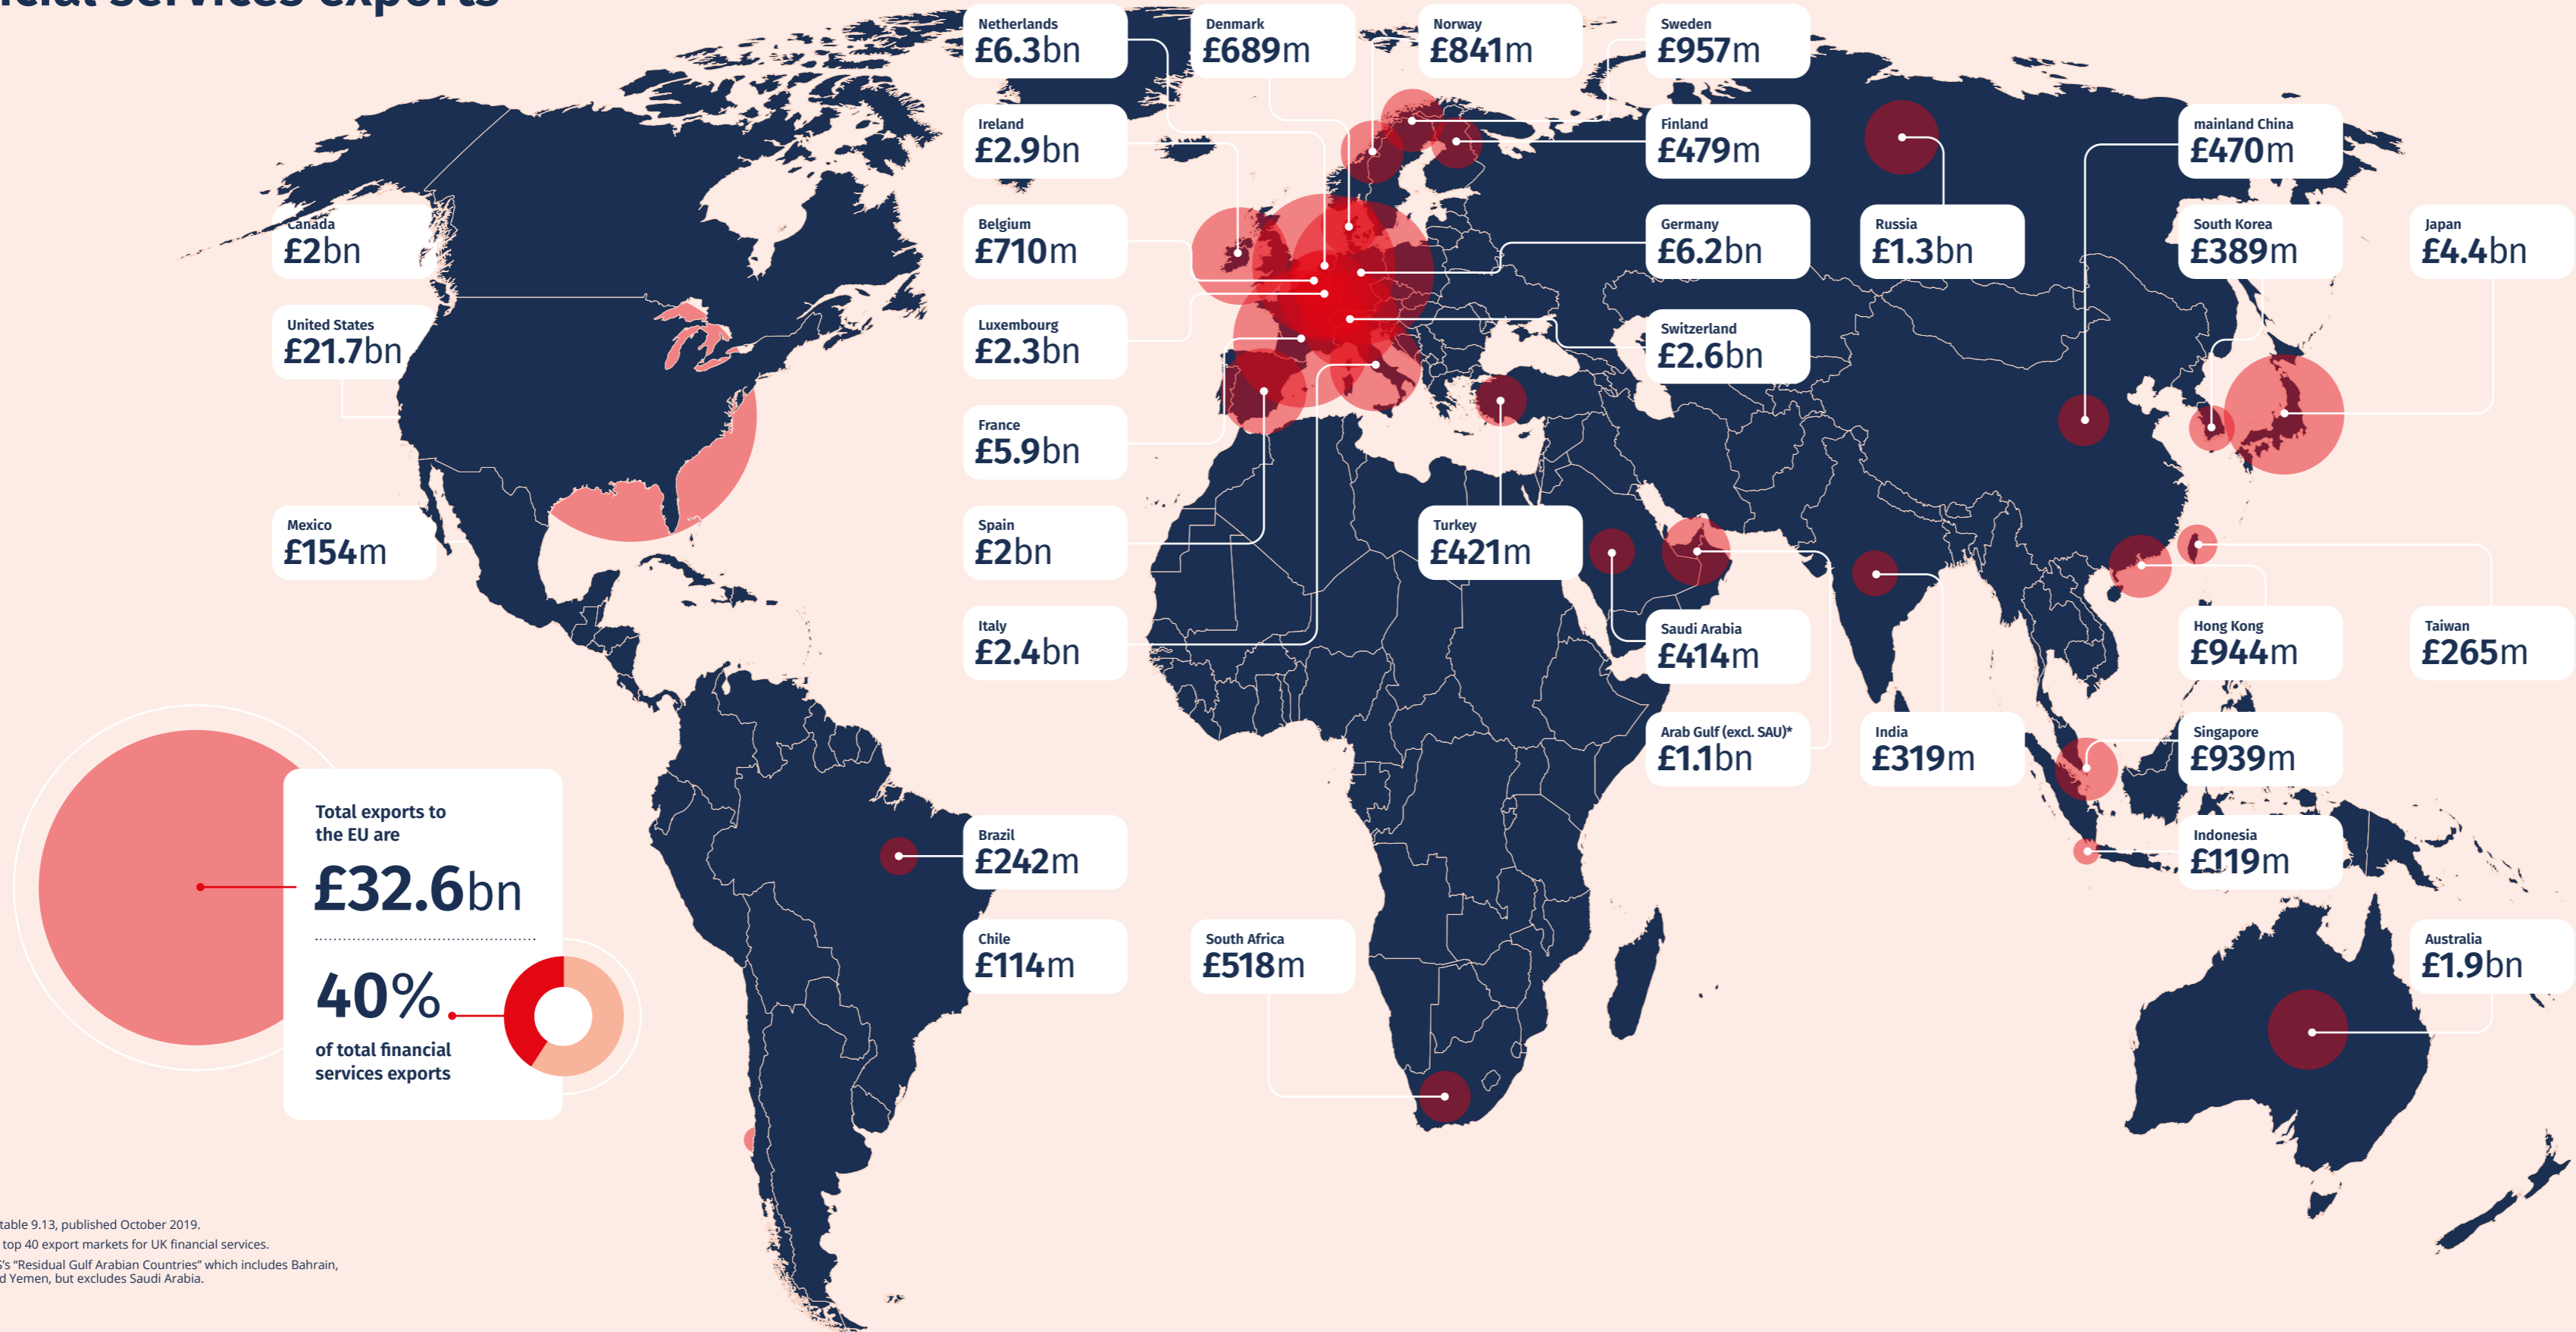 services exports
Netherlands
£6.3bn
Denmark
£689m
Norway
£841m
Sweden
£957m
Ireland
£2.9bn
Finland
£479m
mainland China
£470m
Canada
£2bn
Belgium
£710m
Germany
£6.2bn
Russia
£1.3bn
South Korea
£389m
Japan
£4.4bn
United States
£21.7bn
Luxembourg
£2.3bn
Switzerland
£2.6bn
France
£5.9bn
Mexico
£154m
Spain
£2bn
Turkey
£421m
Italy
£2.4bn
Saudi Arabia
£414m
Hong Kong
£944m
Taiwan
£265m
Arab Gulf (excl. SAU)*
£1.1bn
India
£319m
Singapore
£939m
Brazil
£242m
Indonesia
£119m
Chile
£114m
South Africa
£518m
Australia
£1.9bn
Total exports to
the EU are
£32.6bn
40%
of total financial
services exports
table 9.13, published October 2019.
top 40 export markets for UK financial services.
“Residual Gulf Arabian Countries” which includes Bahrain,
Yemen, but excludes Saudi Arabia.